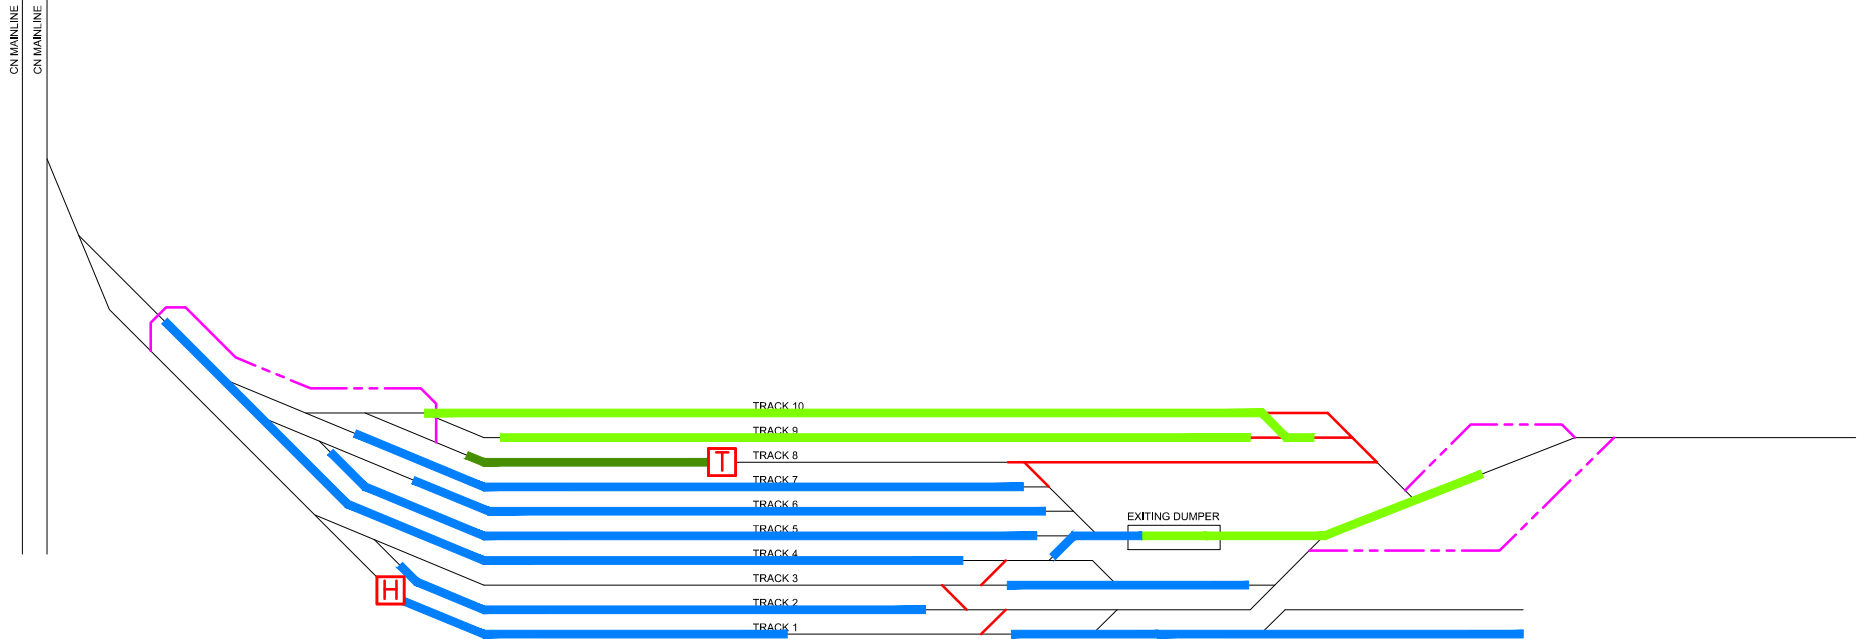 CN MAINLINE
CN MAINLINE
TRACK 10
TRACK 9
TRACK 8
T
TRACK 7
TRACK 6
EXITING DUMPER
TRACK 5
TRACK 4
TRACK 3
H
TRACK 2
TRACK 1